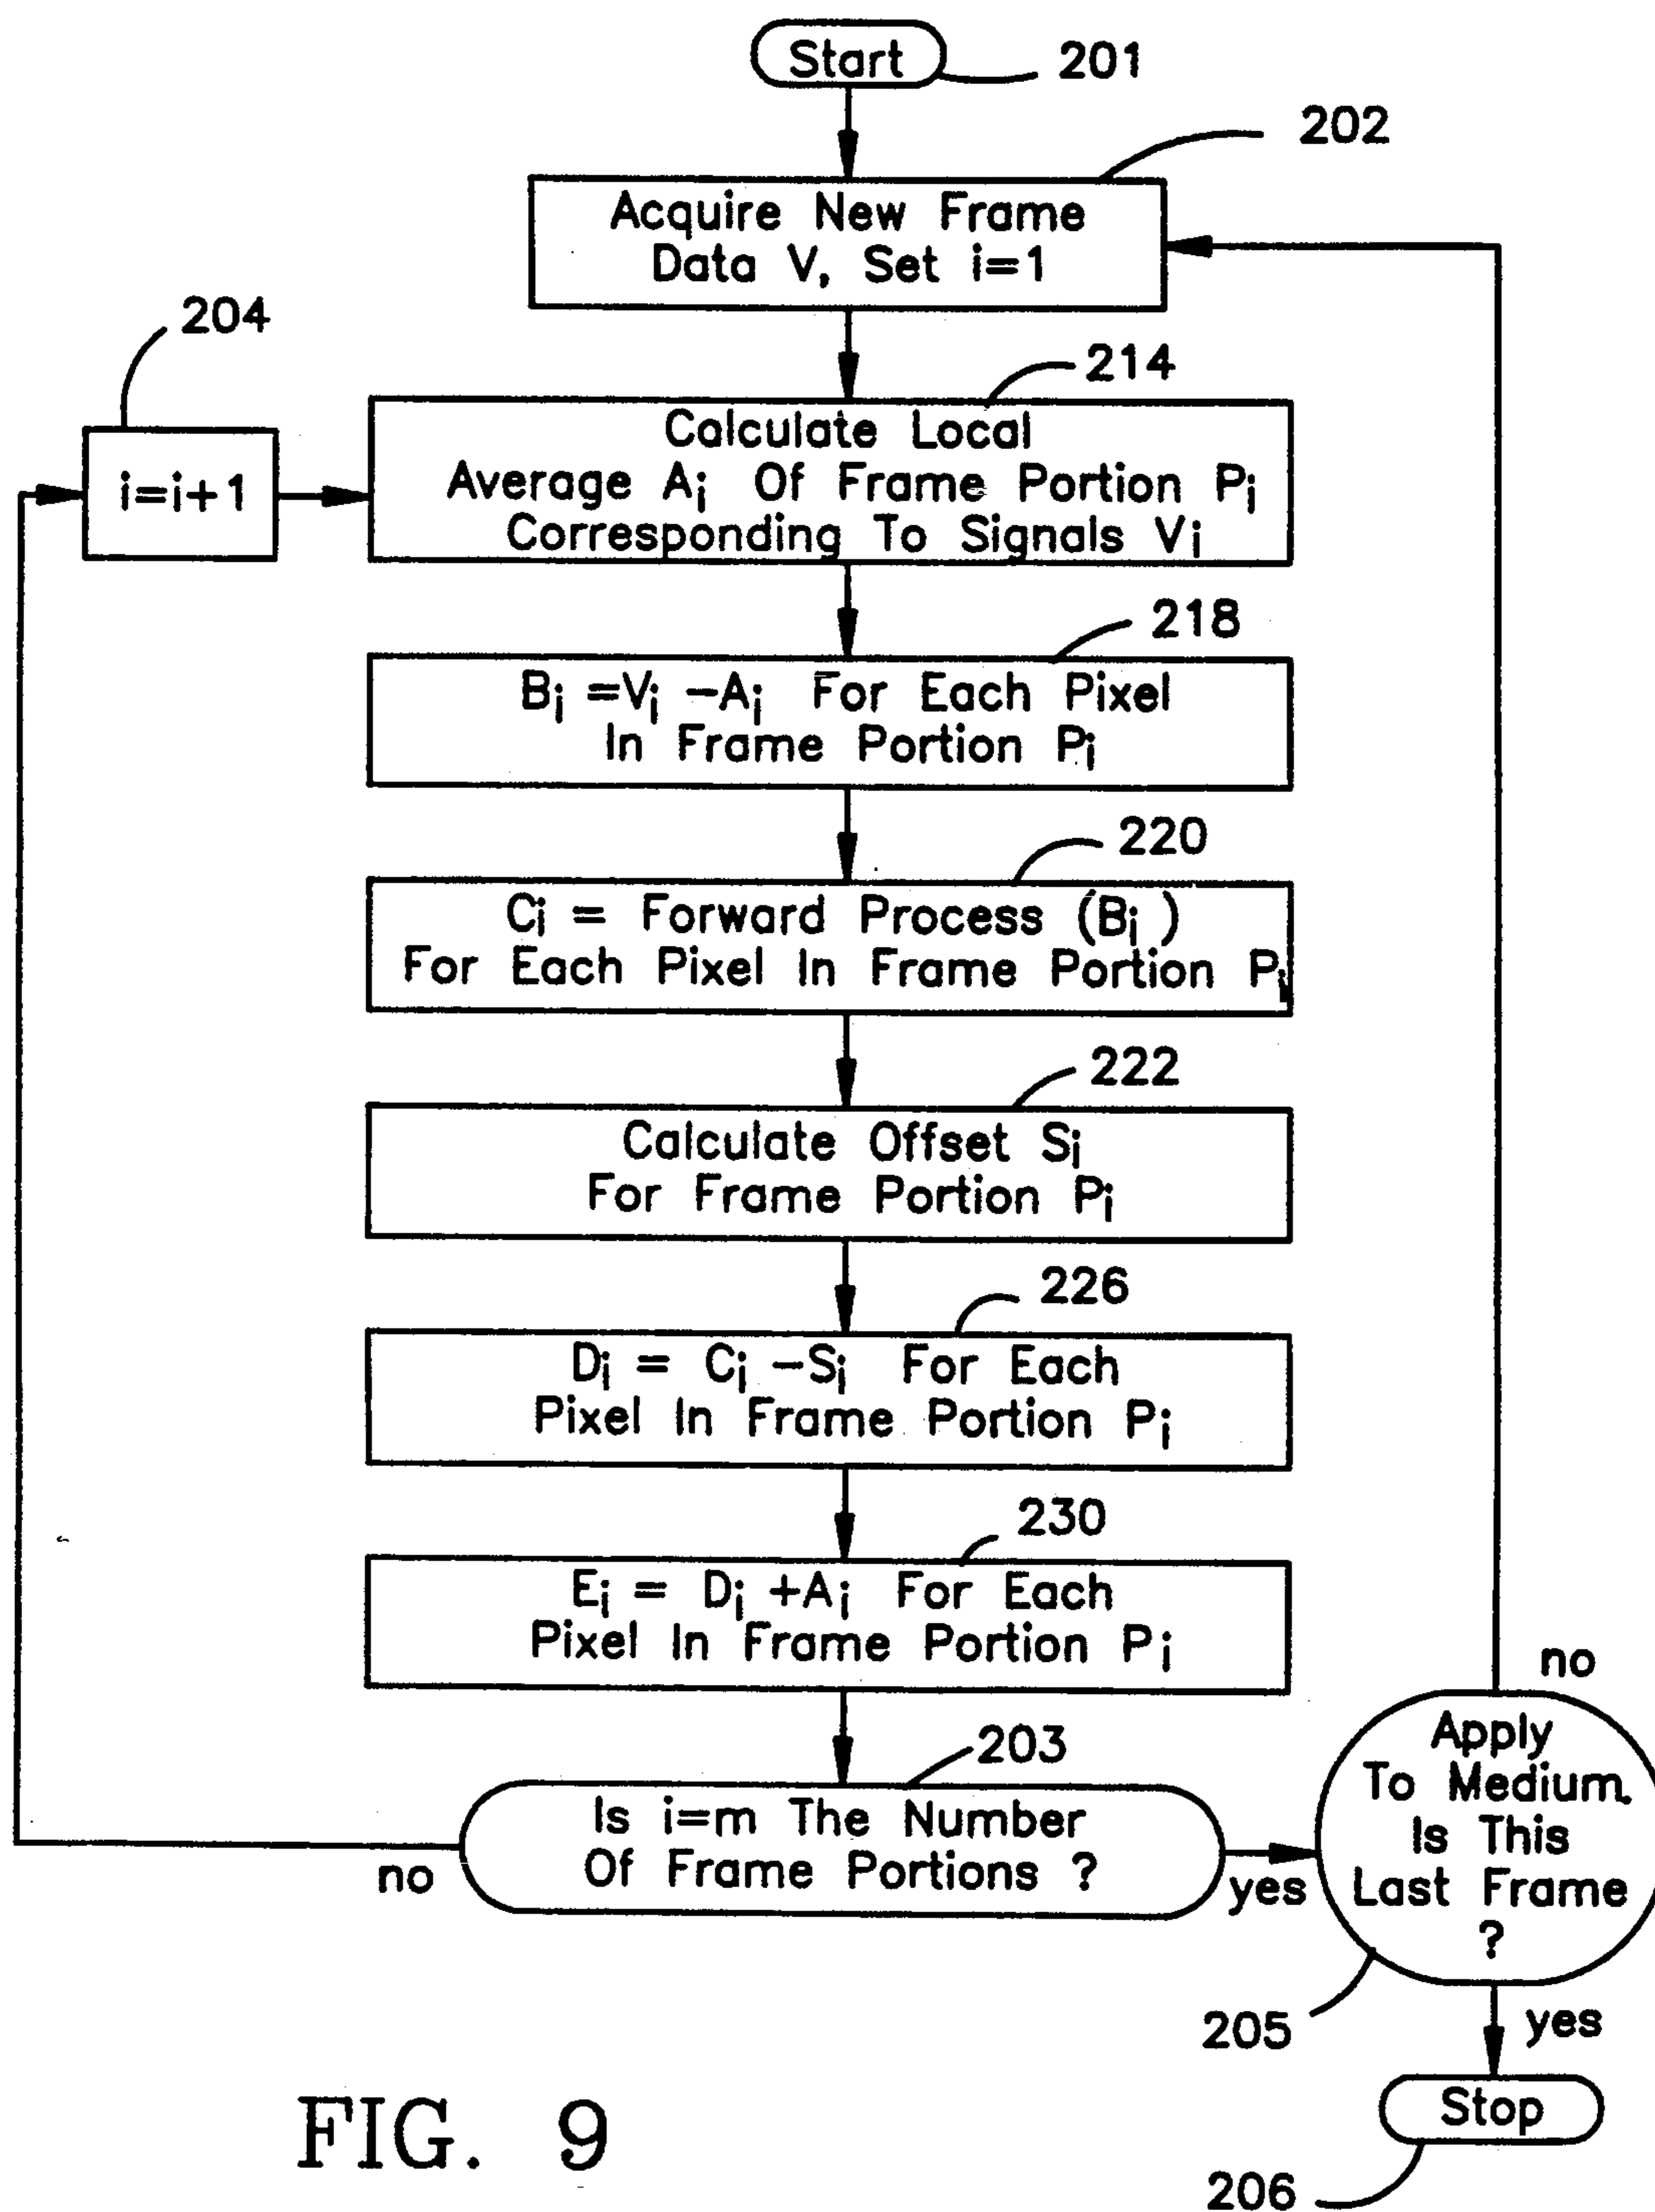 Start
201
202
Acquire New Frame
Data V, Set i=1
204
214
i=i+1
Calculate Local
Average Ai Of Frame Portion Pi
Corresponding To Signals Vi
218
Bi =Vi -Ai For Each Pixel
In Frame Portion Pi
220
Ci = Forward Process (Bi )
For Each Pixel In Frame Portion Pi
222
Calculate Offset Si
For Frame Portion Pi
226
Di = Ci -Si For Each
Pixel In Frame Portion Pi
230
Ei = Di +Ai For Each
Pixel In Frame Portion Pi
203
Is i=m The Number
Of Frame Portions ?
no
yes
no
Apply
To Medium.
Is This
Last Frame
?
205
yes
Stop
206
FIG. 9